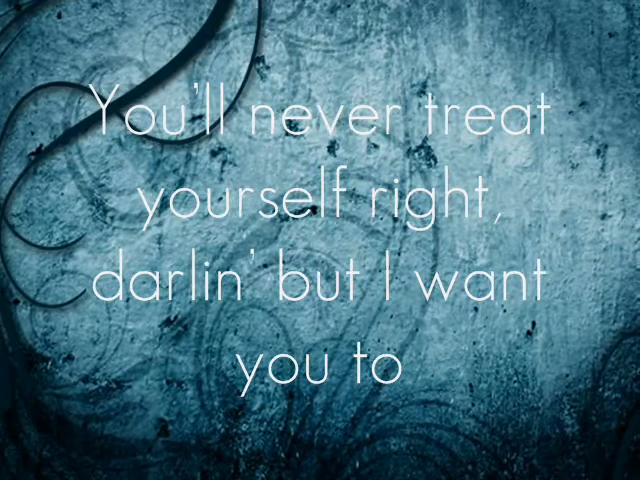 You'll never treat
yourself right,
darlin' but I want
you to